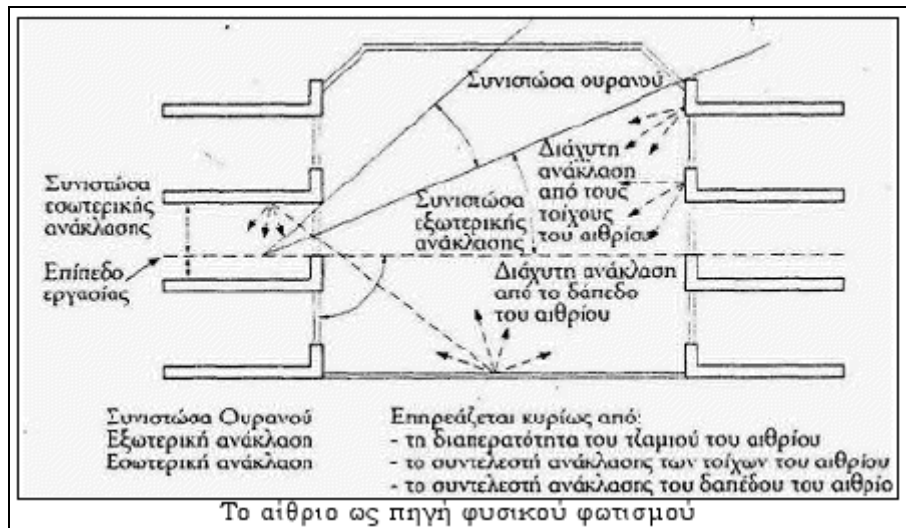 Συνιστώσα ουρανού
Διάχυτη
ανάκλαση
από τους
τοίχους
του αιθρίου
Συνιστώσα
εξωτερικής
ανάκλασης
Συνιστώσα
εσωτερικής
ανάκλασης
Επίπεδο
εργασίας
Διάχυτη ανάκλαση
από το δάπεδο
του αιθρίου
Συνιστώσα Ουρανού
Εξωτερική ανάκλαση
Εσωτερική ανάκλαση
Επηρεάζεται κυρίως από:
- τη διαπερατότητα του τζαμιού του αιθρίου
- το συντελεστή ανάκλασης των τοίχων του αιθρίου
- το συντελεστή ανάκλασης του δαπέδου του αιθρίο
Το αίθριο ως πηγή φυσικού φωτισμού